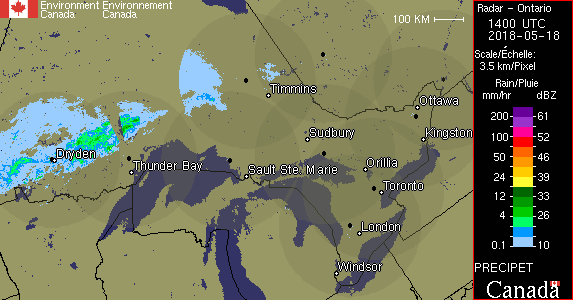 Environment Environnement
Canada Canada
100 KM
Timmins
Ottawa
Sudbury
Kingston
Dryden
Thunder Bay
Sault Ste. Marie
Orillia
Toronto
London
Windsor
Radar - Ontario
1400 UTC
2018-05-18
Scale/Échelle:
3.5 km/Pixel
Rain/Pluie
mm/hr dBZ
200 61
100 52
50 46
24 39
12 33
4 26
0.1 10
PRECIPET
Canada